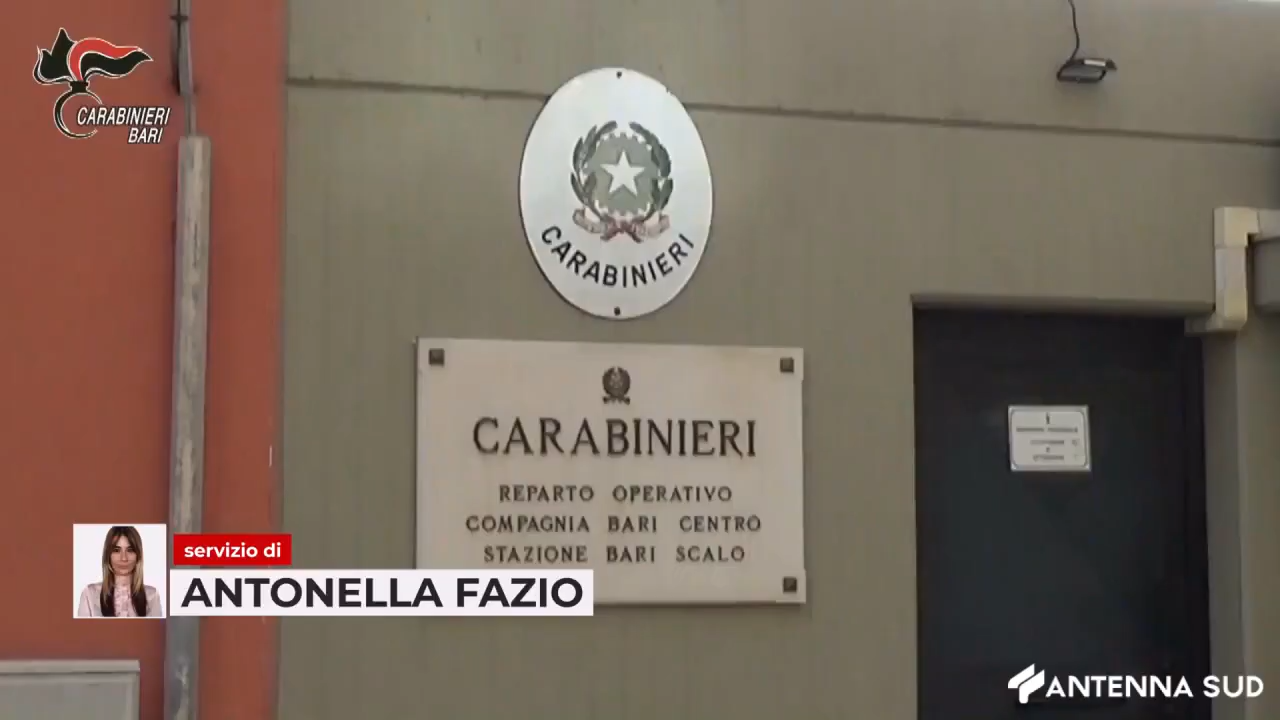 CARABINIERI
BARI
CARABINIERI
CARABINIERI
REPARTO OPERATIVO
COMPAGNIA BARI CENTRO
STAZIONE BARI SCALO
servizio di
ANTONELLA FAZIO
ANTENNA SUD